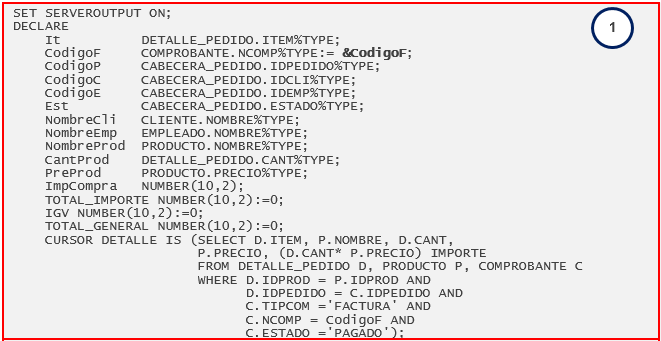 SET SERVEROUTPUT ON;
DECLARE
It DETALLE_PEDIDO.ITEM%TYPE;
CodigoF COMPROBANTE.NCOMP%TYPE:= &CodigoF;
CodigoP CABECERA_PEDIDO.IDPEDIDO%TYPE;
CodigoC CABECERA_PEDIDO.IDCLI%TYPE;
CodigoE CABECERA_PEDIDO.IDEMP%TYPE;
Est CABECERA_PEDIDO.ESTADO%TYPE;
NombreCli CLIENTE.NOMBRE%TYPE;
NombreEmp EMPLEADO.NOMBRE%TYPE;
NombreProd PRODUCTO.NOMBRE%TYPE;
CantProd DETALLE_PEDIDO.CANT%TYPE;
PreProd PRODUCTO.PRECIO%TYPE;
ImpCompra NUMBER(10,2);
TOTAL_IMPORTE NUMBER(10,2):=0;
IGV NUMBER(10,2):=0;
TOTAL_GENERAL NUMBER(10,2):=0;
CURSOR DETALLE IS (SELECT D.ITEM, P.NOMBRE, D.CANT,
P.PRECIO, (D.CANT* P.PRECIO) IMPORTE
FROM DETALLE_PEDIDO D, PRODUCTO P, COMPROBANTE C
WHERE D.IDPROD = P.IDPROD AND
D.IDPEDIDO = C.IDPEDIDO AND
C.TIPCOM ='FACTURA' AND
C.NCOMP = CodigoF AND
C.ESTADO ='PAGADO');
1